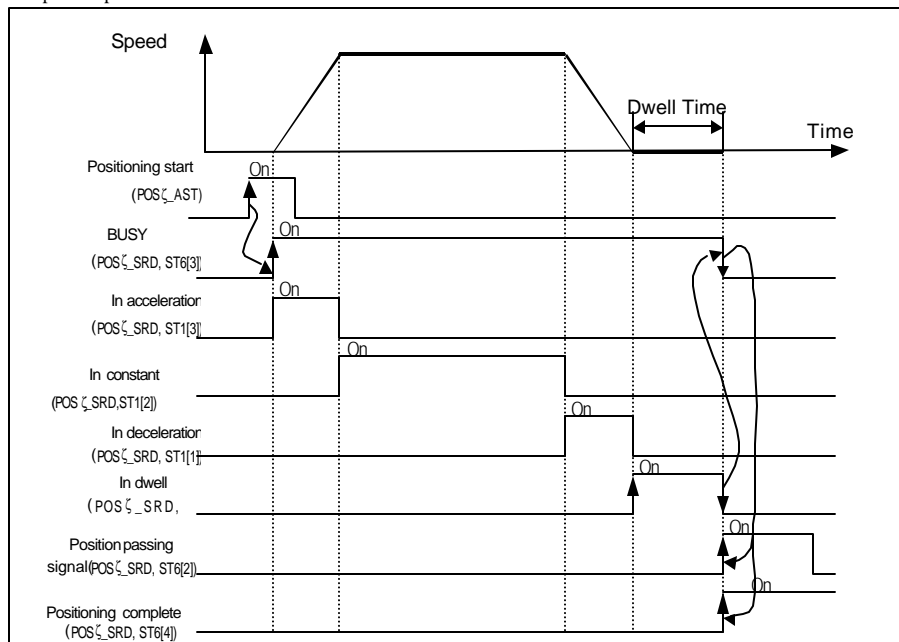 Speed
Dwell Time
Time
Positioning start
On
(POSζ_AST)
On
BUSY
(POSζ_SRD, ST6[3])
On
In acceleration
(POSζ_SRD, ST1[3])
On
In constant
(POSζ_SRD,ST1[2])
On
In deceleration
(POSζ_SRD, ST1[1])
On
In dwell
(POSζ_SRD,
On
Position passing
signal(POSζ_SRD, ST6[2])
On
Positioning complete
(POSζ_SRD, ST6[4])